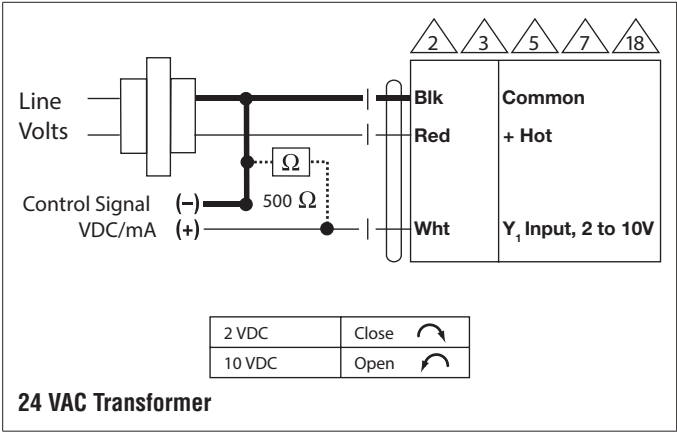 2 3 5 7 18
Line
Volts
Blk Common
Red + Hot
Ω
500 Ω
Control Signal (−)
VDC/mA (+)
Wht Y1 Input, 2 to 10V
2 VDC Close
10 VDC Open
24 VAC Transformer